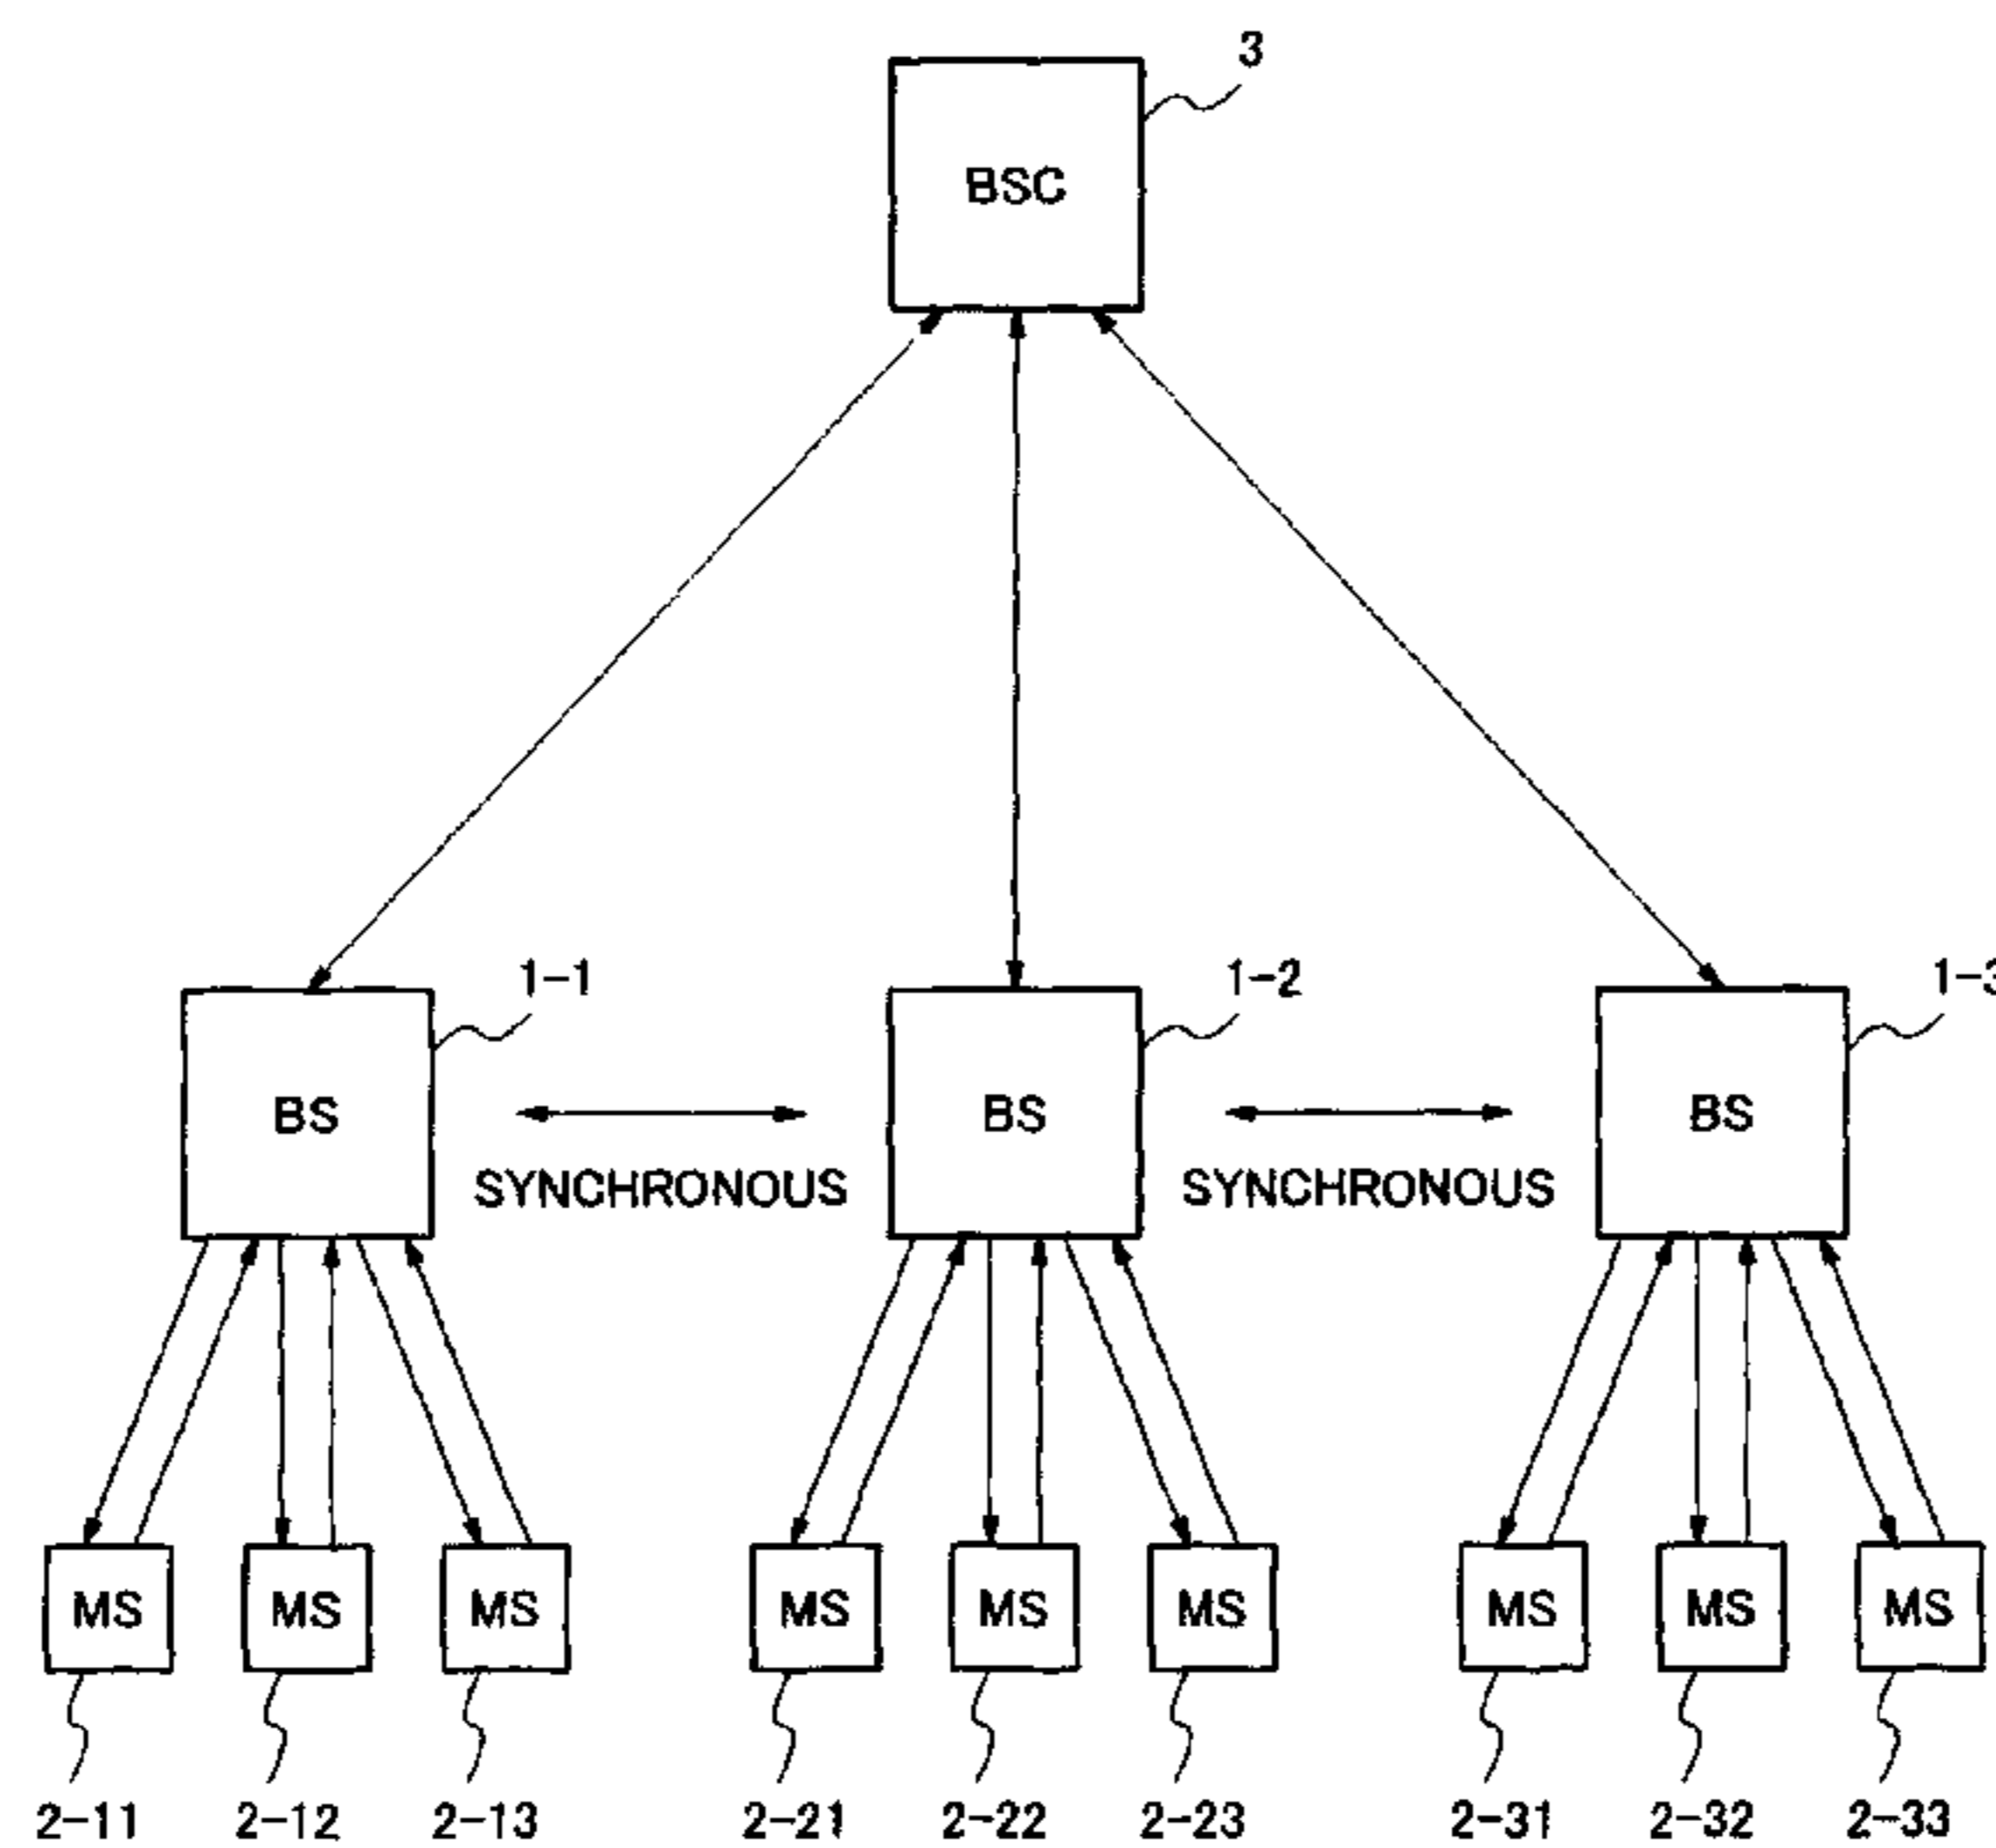 3
BSC
1-1 1-2 1-3
BS BS BS
SYNCHRONOUS SYNCHRONOUS
MS MS MS MS MS MS MS MS MS
2-11 2-12 2-13 2-21 2-22 2-23 2-31 2-32 2-33